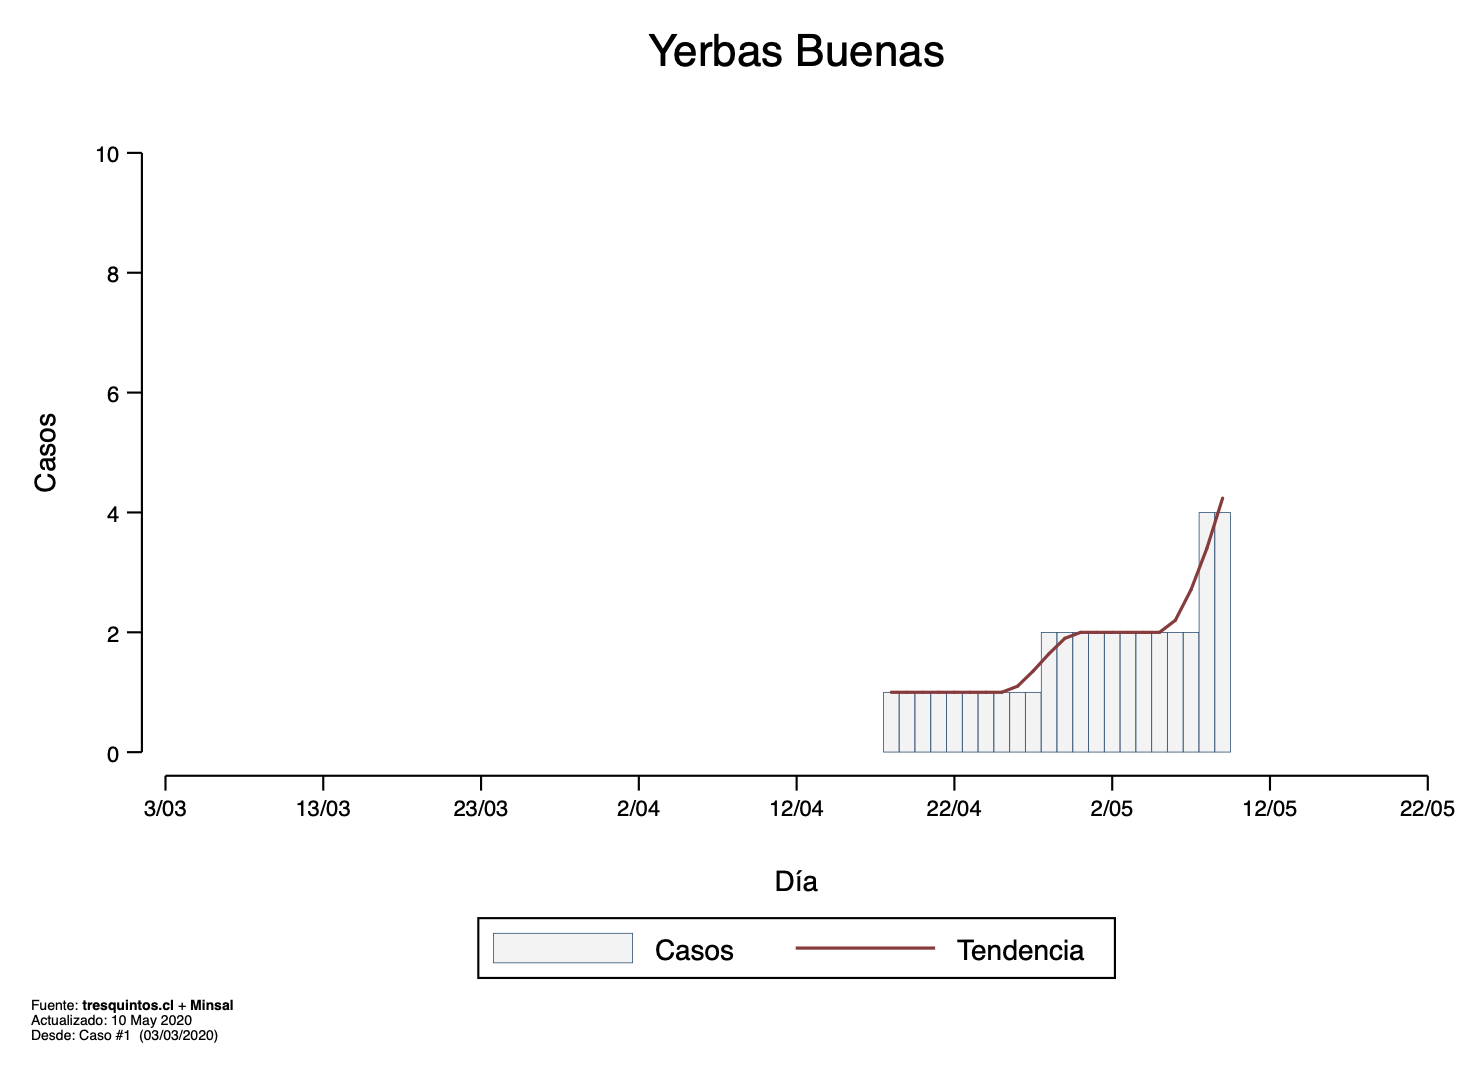 Yerbas Buenas
10
8
6
4
2
0
Casos
3/03 13/03 23/03 2/04 12/04 22/04 2/05 12/05 22/05
Día
Casos Tendencia
Fuente: tresquintos.cl + Minsal
Actualizado: 10 May 2020
Desde: Caso #1 (03/03/2020)